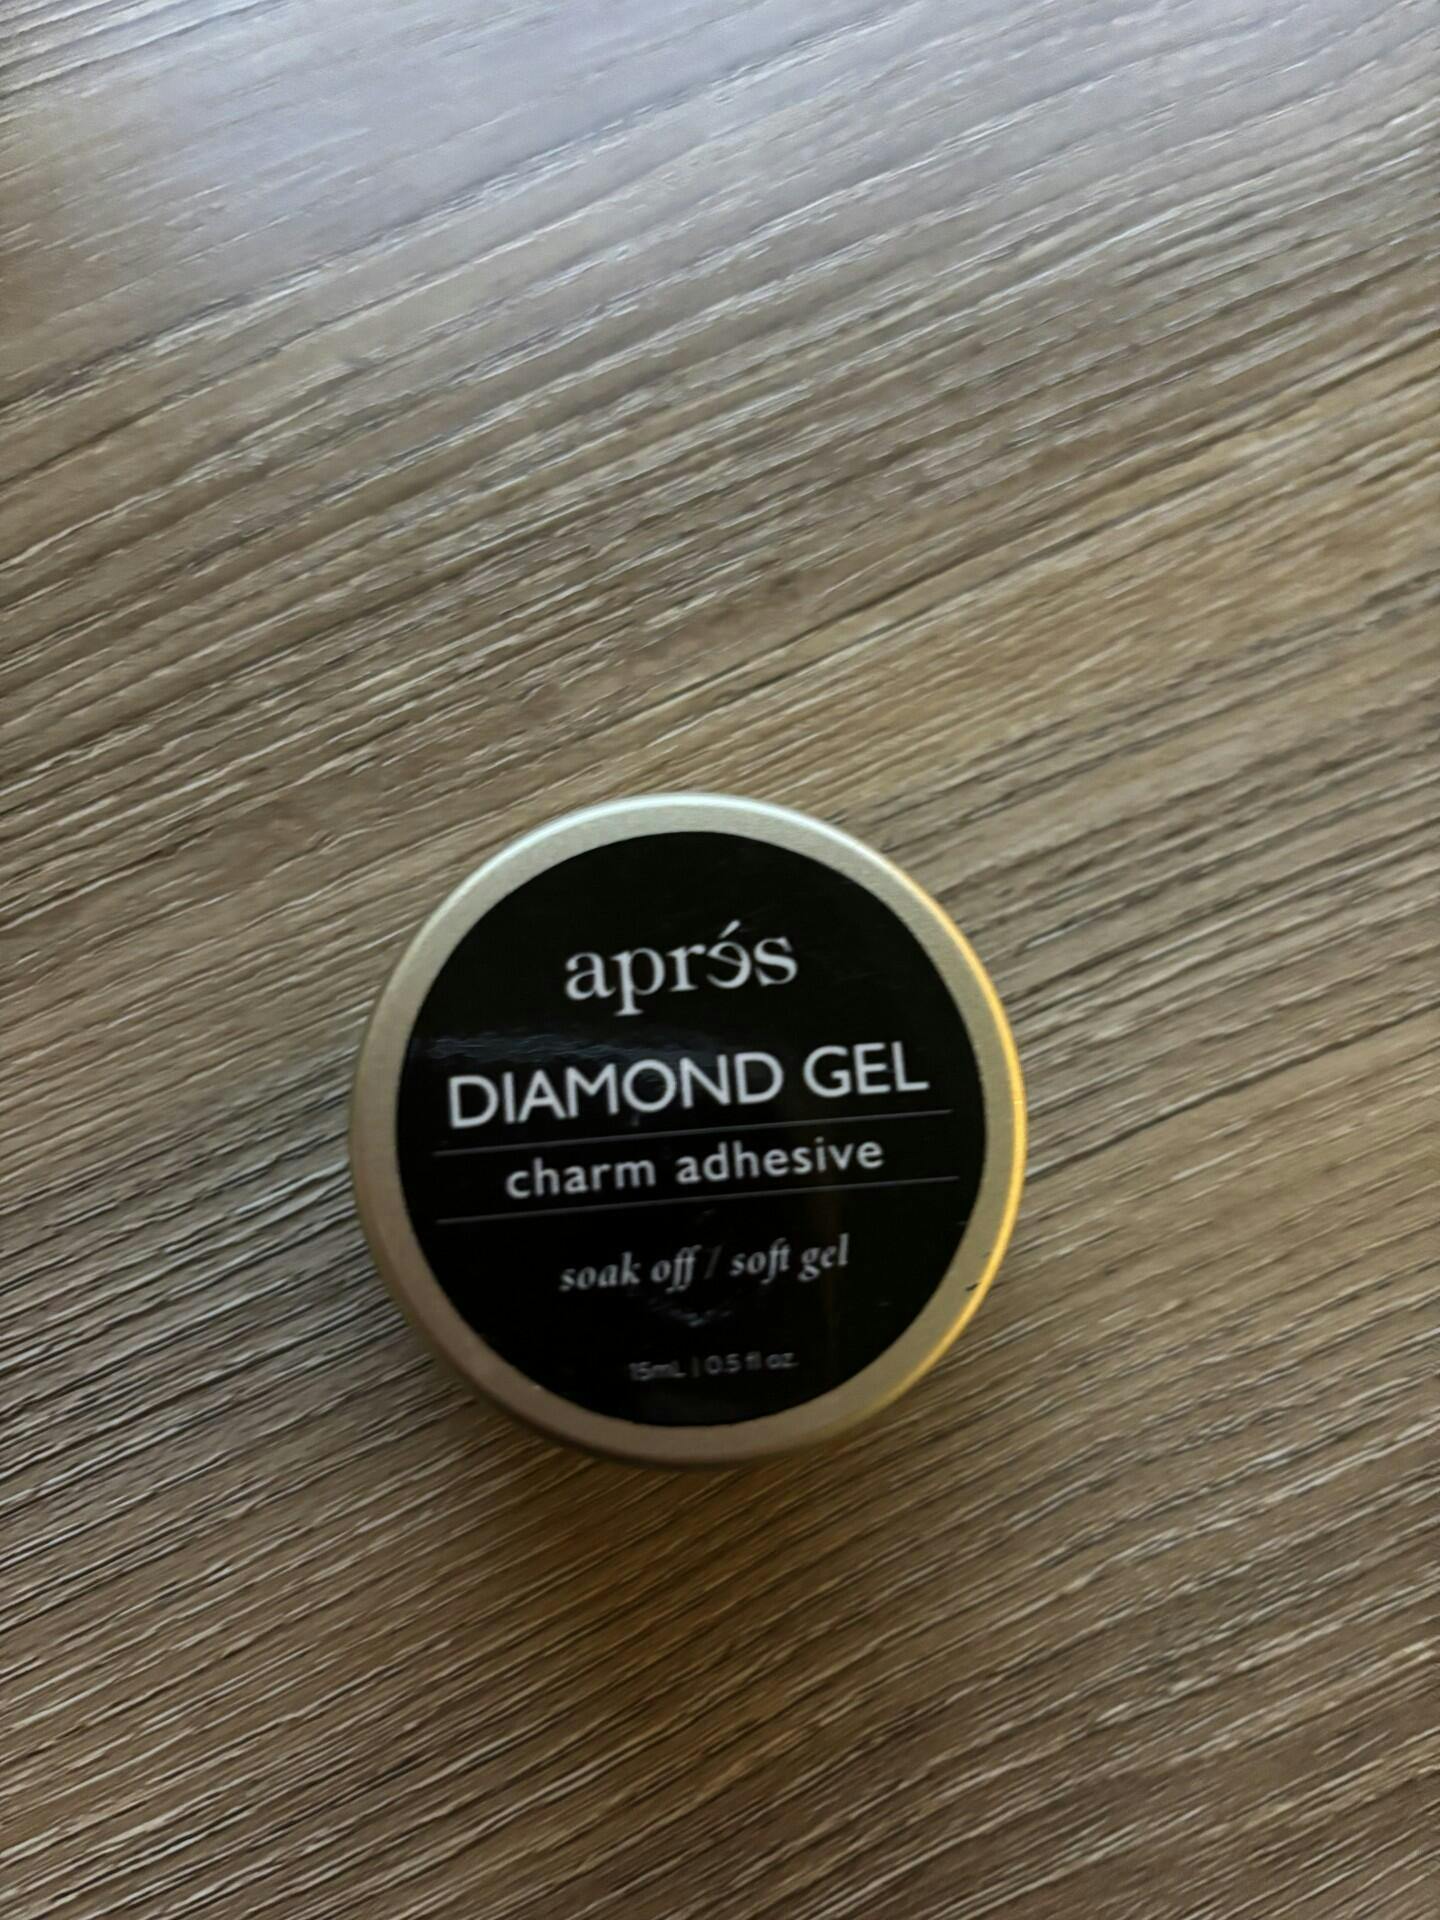 aprés
DIAMOND GEL
charm adhesive
soak off / soft gel
15mL | 0.5 fl oz.